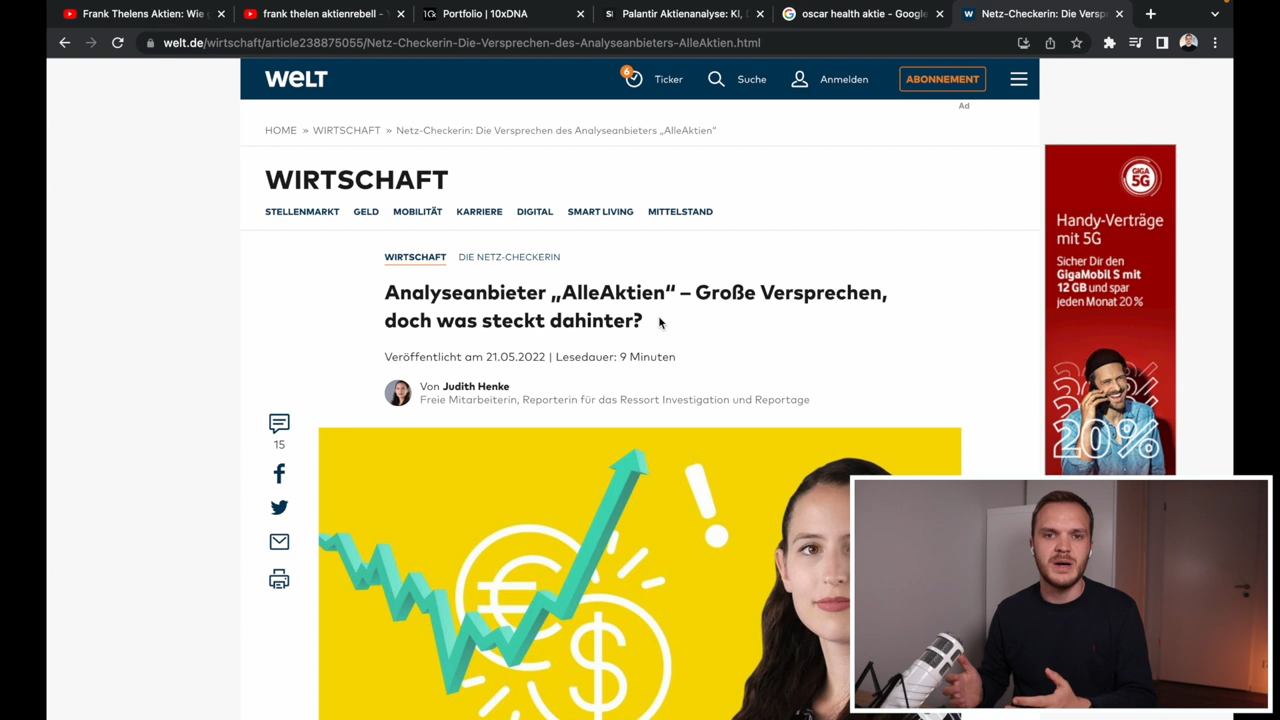 Frank Thelens Aktien: Wie g
frank thelen aktienrebell - Y
Portfolio | 10xDNA
Palantir Aktienanalyse: KI, D
oscar health aktie - Google
Netz-Checkerin: Die Verspr
welt.de/wirtschaft/article238875055/Netz-Checkerin-Die-Versprechen-des-Analyseanbieters-AlleAktien.html
WELT
6
Ticker
Suche
Anmelden
ABONNEMENT
Ad
HOME » WIRTSCHAFT » Netz-Checkerin: Die Versprechen des Analyseanbieters „AlleAktien“
WIRTSCHAFT
STELLENMARKT GELD MOBILITÄT KARRIERE DIGITAL SMART LIVING MITTELSTAND
WIRTSCHAFT DIE NETZ-CHECKERIN
Analyseanbieter „AlleAktien“ – Große Versprechen,
doch was steckt dahinter?
Veröffentlicht am 21.05.2022 | Lesedauer: 9 Minuten
Von Judith Henke
Freie Mitarbeiterin, Reporterin für das Ressort Investigation und Reportage
15
GIGA
5G
Handy-Verträge
mit 5G
Sicher Dir den
GigaMobil S mit
12 GB und spar
jeden Monat 20 %
20%